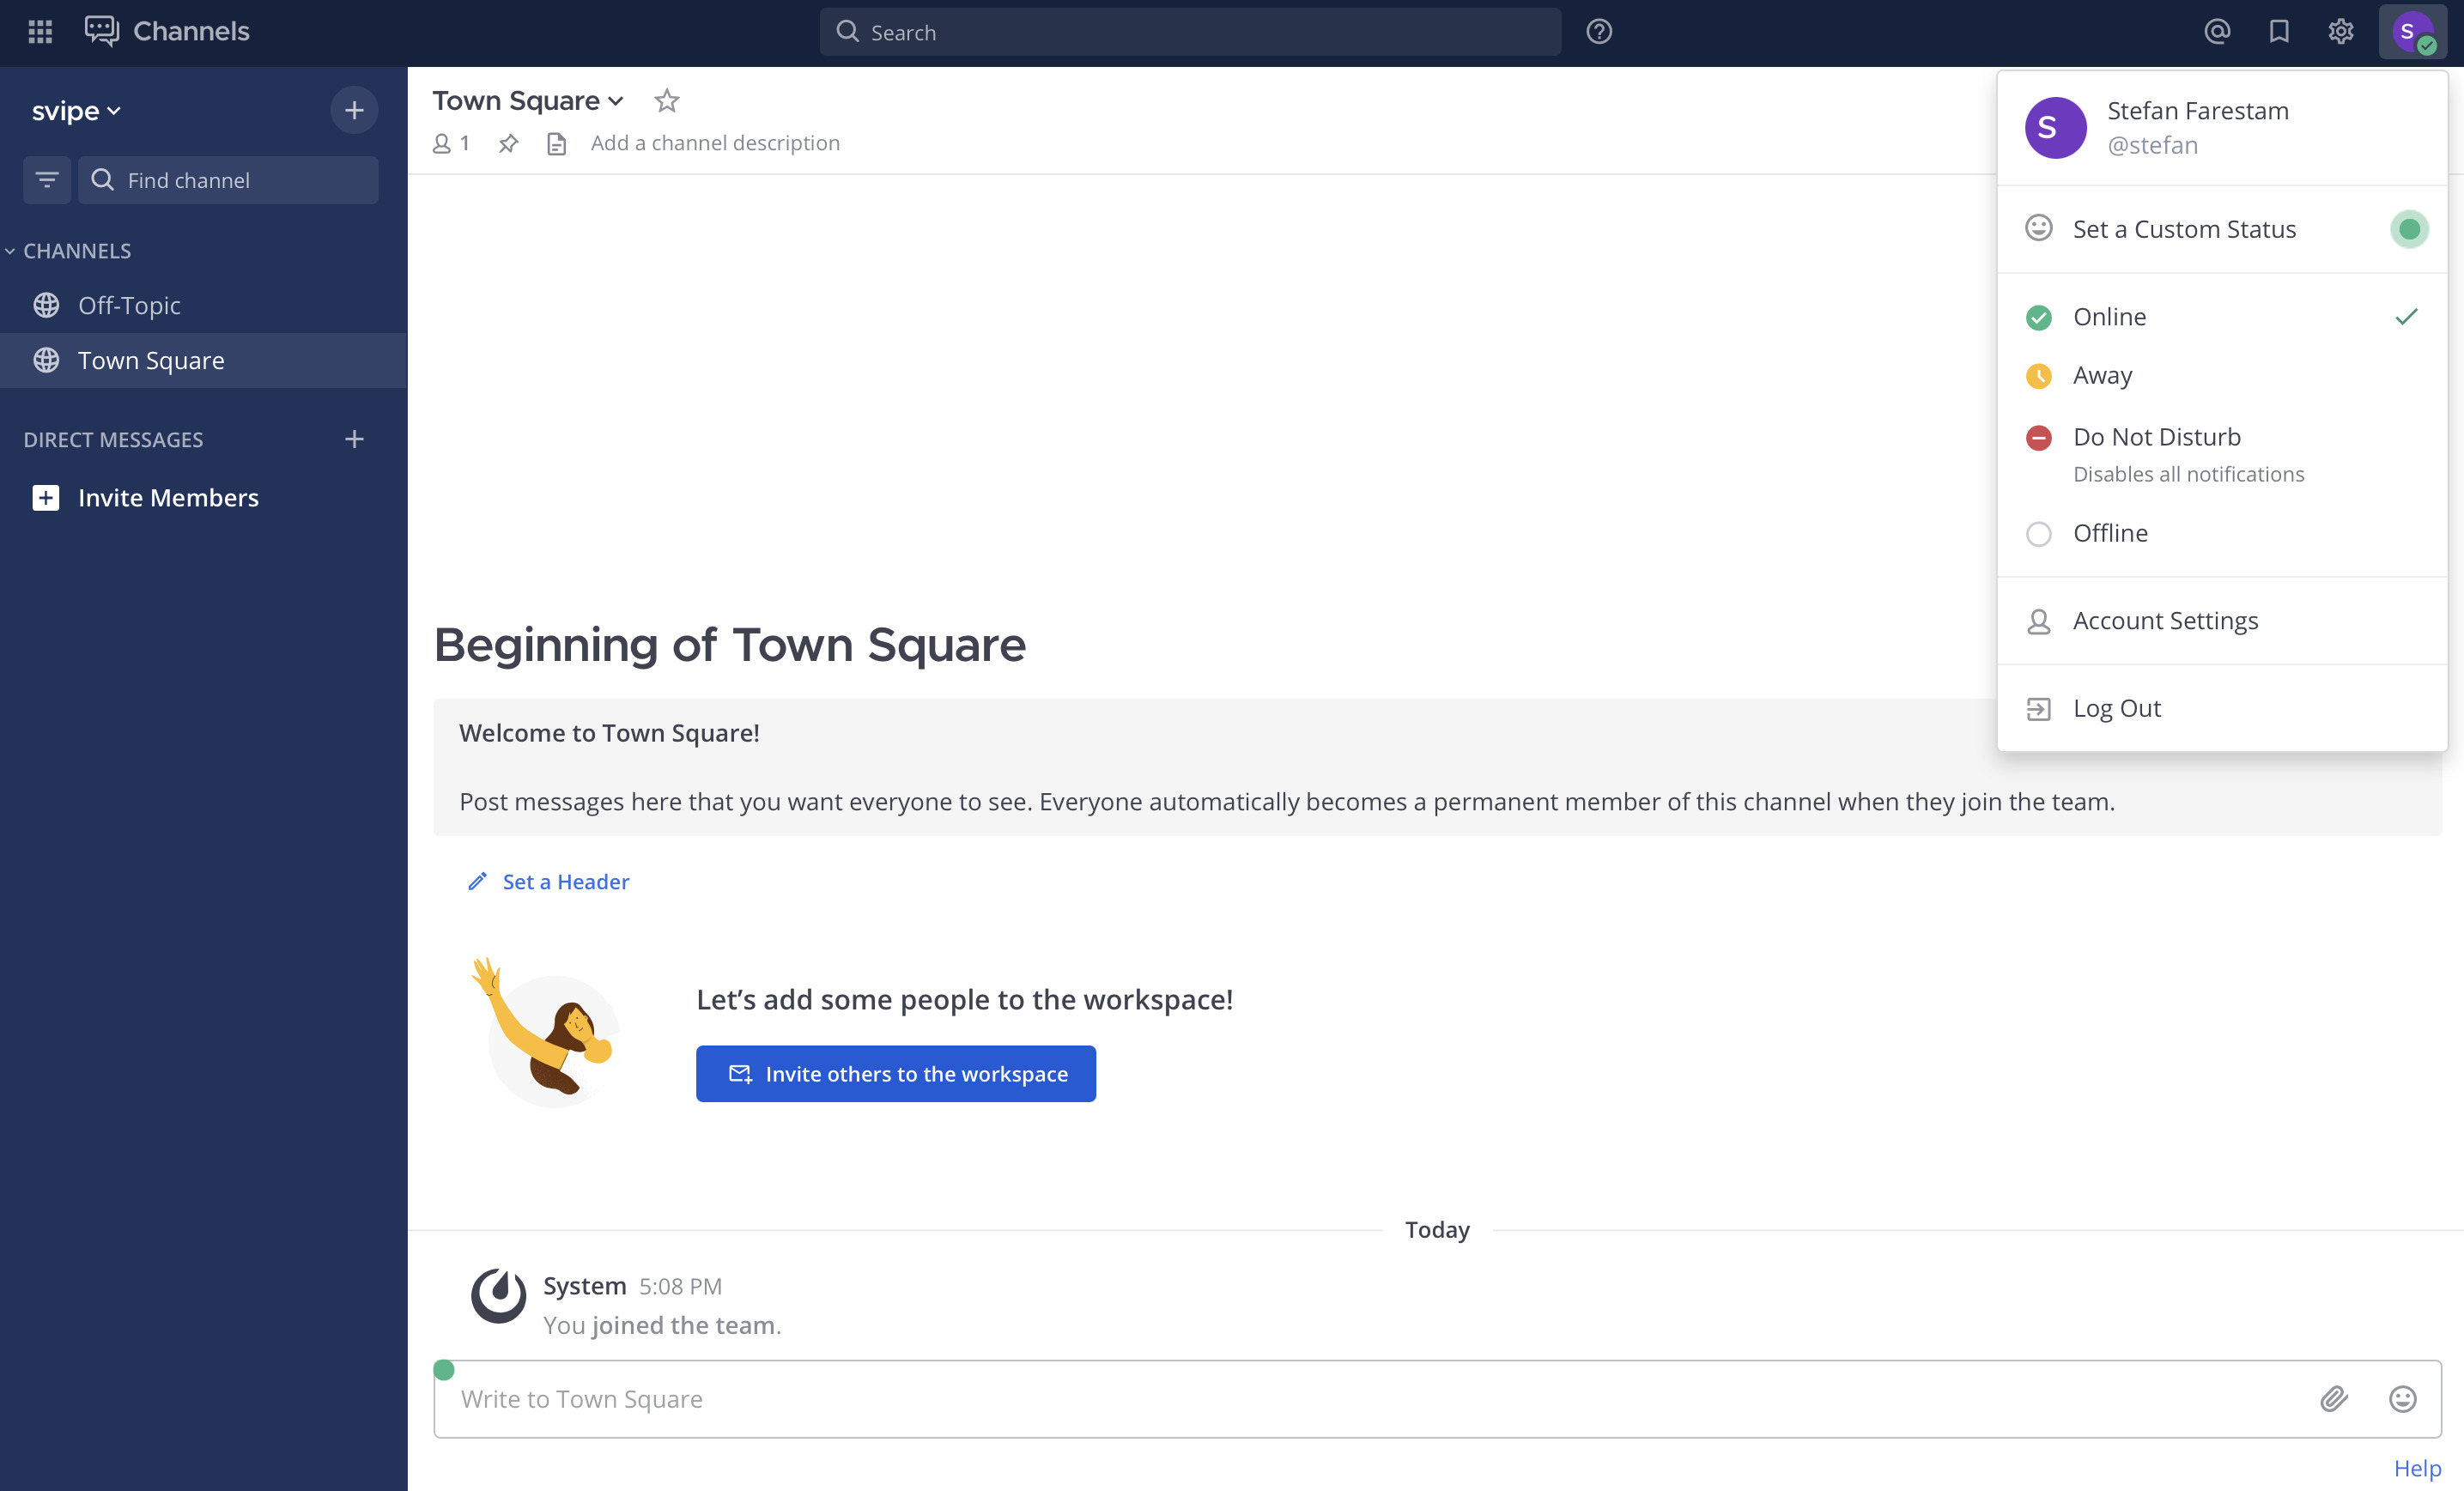 Channels
Search
S
svipe
Find channel
CHANNELS
Off-Topic
Town Square
DIRECT MESSAGES
Invite Members
Town Square
1
Add a channel description
Beginning of Town Square
Welcome to Town Square!
Post messages here that you want everyone to see. Everyone automatically becomes a permanent member of this channel when they join the team.
Set a Header
Let’s add some people to the workspace!
Invite others to the workspace
Today
System 5:08 PM
You joined the team.
Write to Town Square
Help
S
Stefan Farestam
@stefan
Set a Custom Status
Online
Away
Do Not Disturb
Disables all notifications
Offline
Account Settings
Log Out